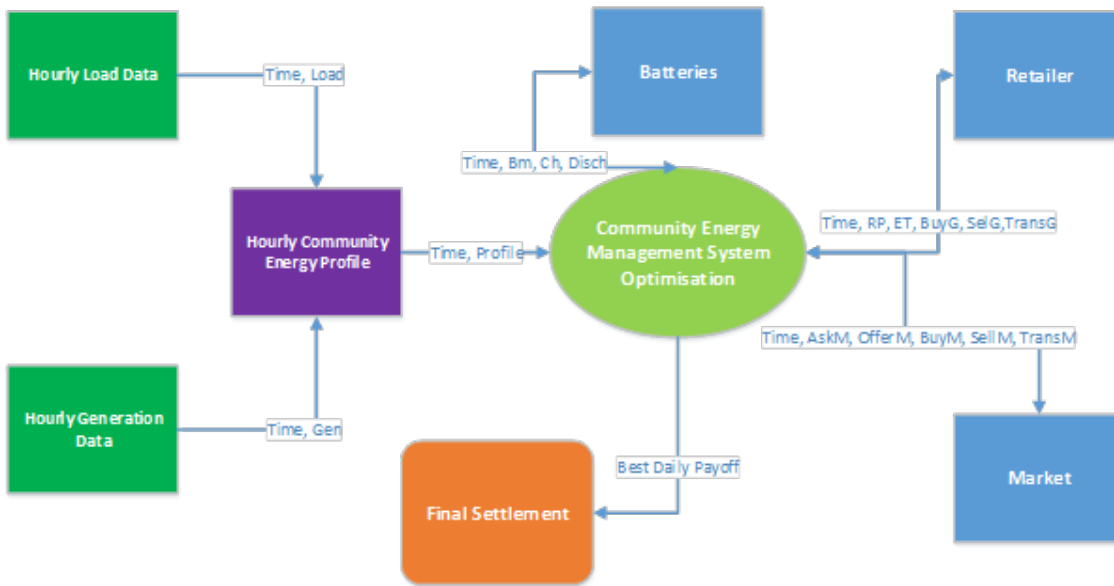 Hourly Load Data
Time, Load
Batteries
Retailer
Time, Bm, Ch, Disch
Hourly Community
Energy Profile
Time, Profile
Community Energy
Management System
Optimisation
Time, RP, ET, BuyG, SelG,TransG
Time, AskM, OfferM, BuyM, SellM, TransM
Hourly Generation
Data
Time, Gen
Best Daily Payoff
Final Settlement
Market